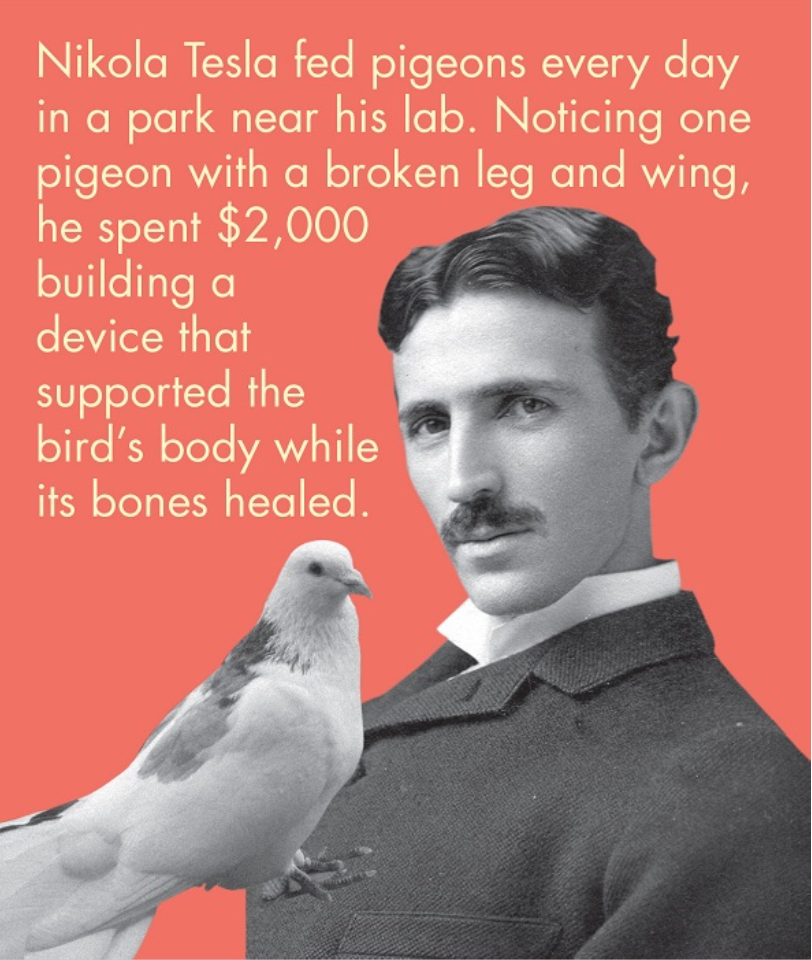 Nikola Tesla fed pigeons every day
in a park near his lab. Noticing one
pigeon with a broken leg and wing,
he spent $2,000
building a
device that
supported the
bird’s body while
its bones healed.